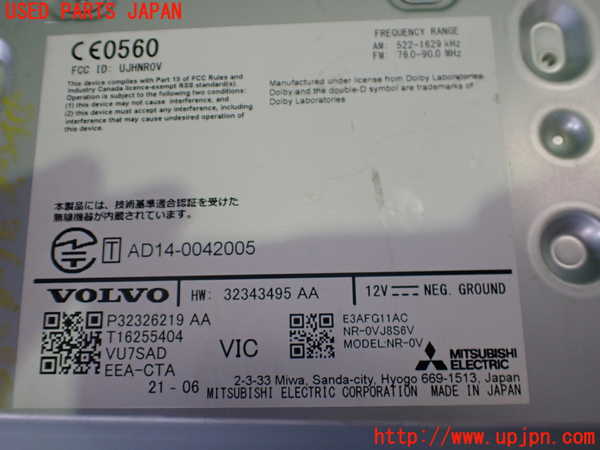 USED PARTS JAPAN
CE0560
FCC ID: UJHNR0V
This device complies with Part 15 of FCC Rules and
Industry Canada licence-exempt RSS standard(s).
Operation is subject to the following two conditions:
(1) this device may not cause interference, and
(2) this device must accept any interference, including
interference that may cause undesired operation of
this device.
FREQUENCY RANGE
AM: 522-1629 kHz
FM: 76.0-90.0 MHz
Manufactured under license from Dolby Laboratories.
Dolby and the double-D symbol are trademarks of
Dolby Laboratories
本製品には、技術基準適合認証を受けた
無線機器が内蔵されています。
T AD14-0042005
VOLVO HW: 32343495 AA 12V NEG. GROUND
P32326219 AA
T16255404
VU7SAD
EEA-CTA
21-06
VIC
E3AFG11AC
NR-0VJ8S6V
MODEL:NR-0V
MITSUBISHI
ELECTRIC
2-3-33 Miwa, Sanda-city, Hyogo 669-1513, Japan
MITSUBISHI ELECTRIC CORPORATION MADE IN JAPAN
http://www.upjpn.com/